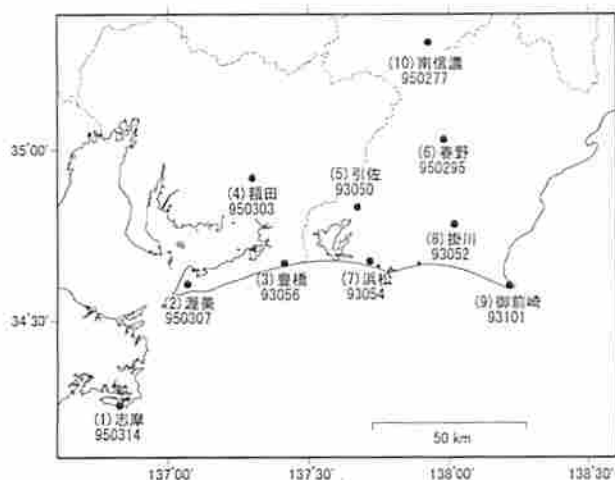 (10) 南信濃
950277
35°00'
(6) 春野
950295
(5) 引佐
93050
(4) 額田
950303
(8) 掛川
93052
(3) 豊橋
93056
(7) 浜松
93054
(2) 渥美
950307
(9) 御前崎
93101
34°30'
(1) 志摩
950314
50 km
137°00'
137°30'
138°00'
138°30'